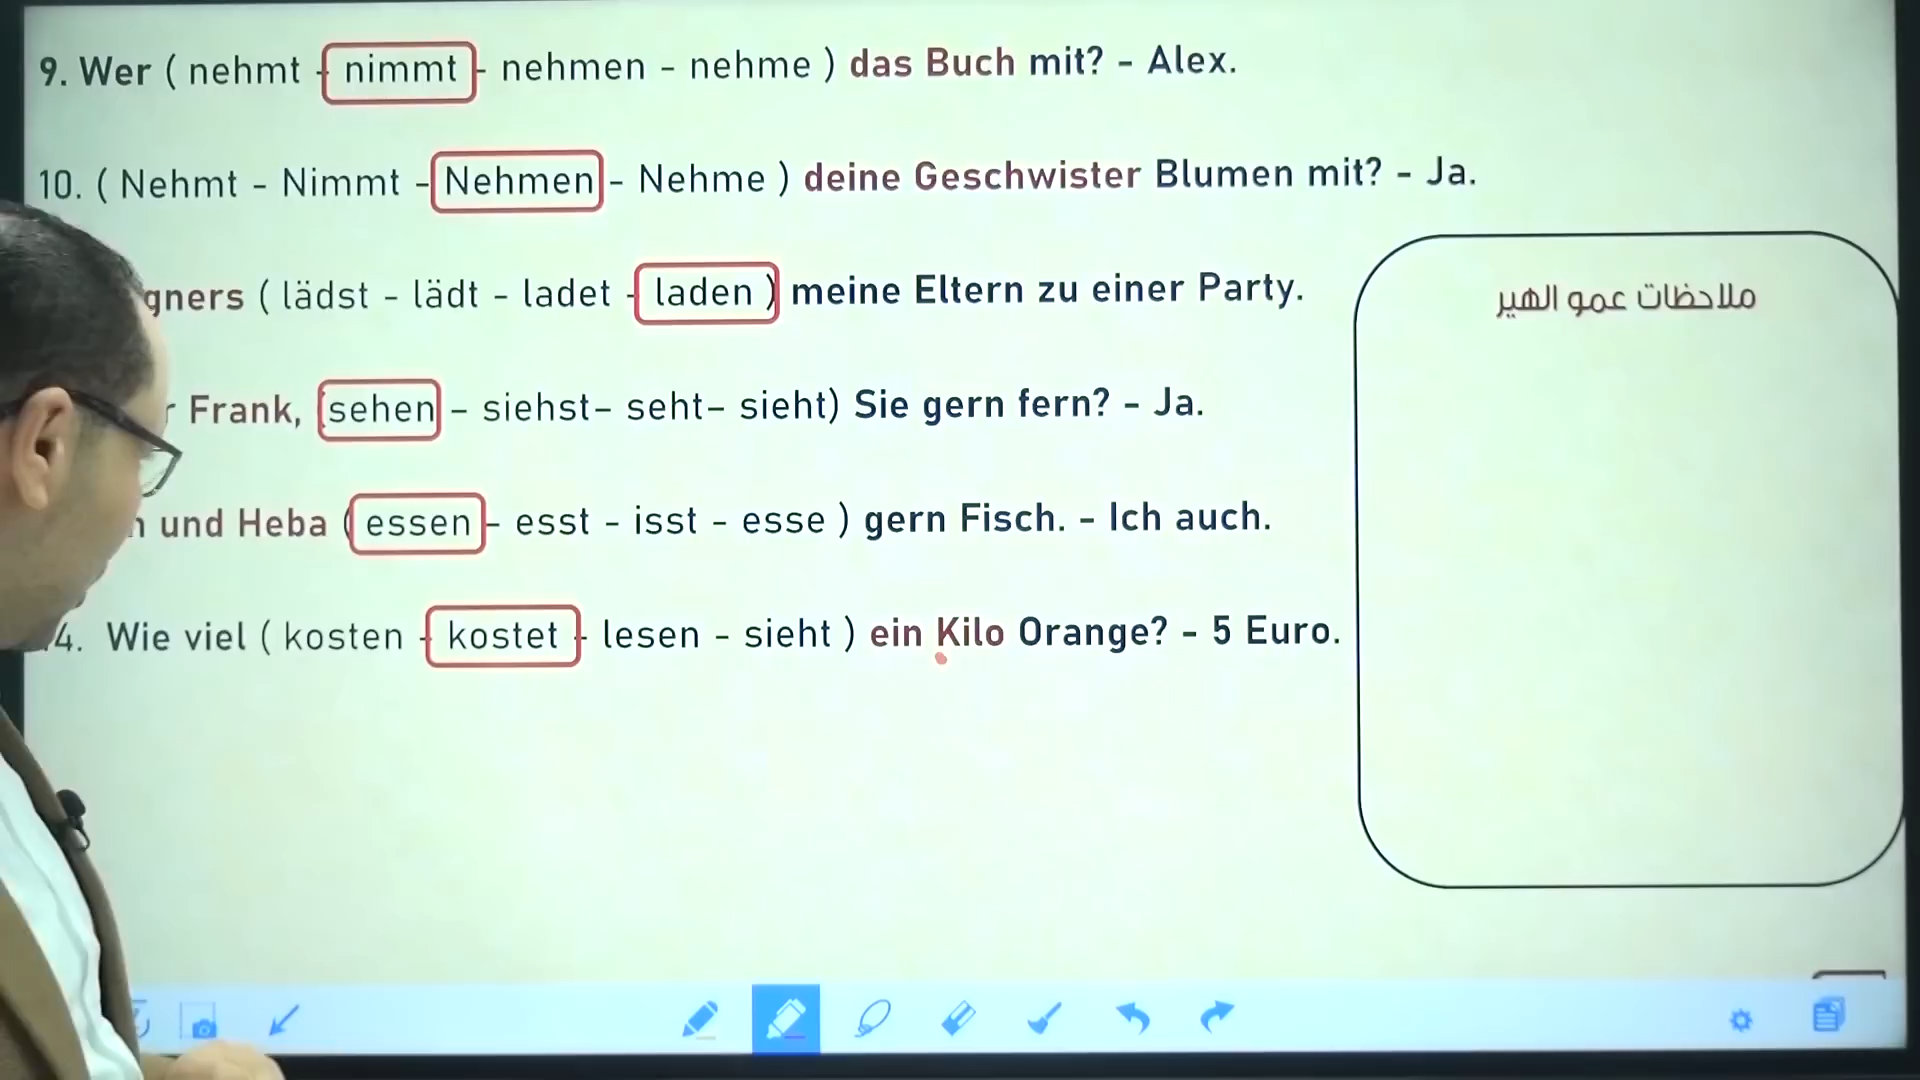 9. Wer ( nehmt - nimmt - nehmen - nehme ) das Buch mit? - Alex.
10. ( Nehmt - Nimmt - Nehmen - Nehme ) deine Geschwister Blumen mit? - Ja.
( lädst - lädt - ladet - laden ) meine Eltern zu einer Party.
ملاحظات عمو الهير
Frank, (sehen - siehst- seht- sieht) Sie gern fern? - Ja.
und Heba ( essen - esst - isst - esse ) gern Fisch. - Ich auch.
4. Wie viel ( kosten - kostet - lesen - sieht ) ein Kilo Orange? - 5 Euro.